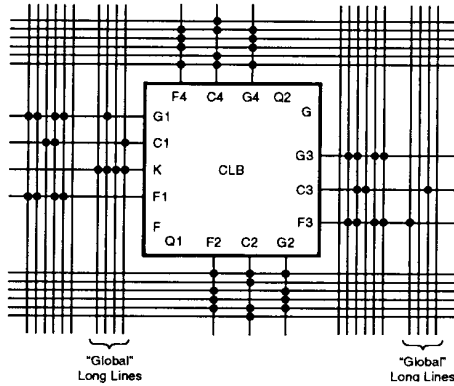 F4 C4 G4 Q2
G
G1
C1
K
F1
F
Q1
CLB
G3
C3
F3
F2 C2 G2
"Global"
Long Lines
"Global"
Long Lines